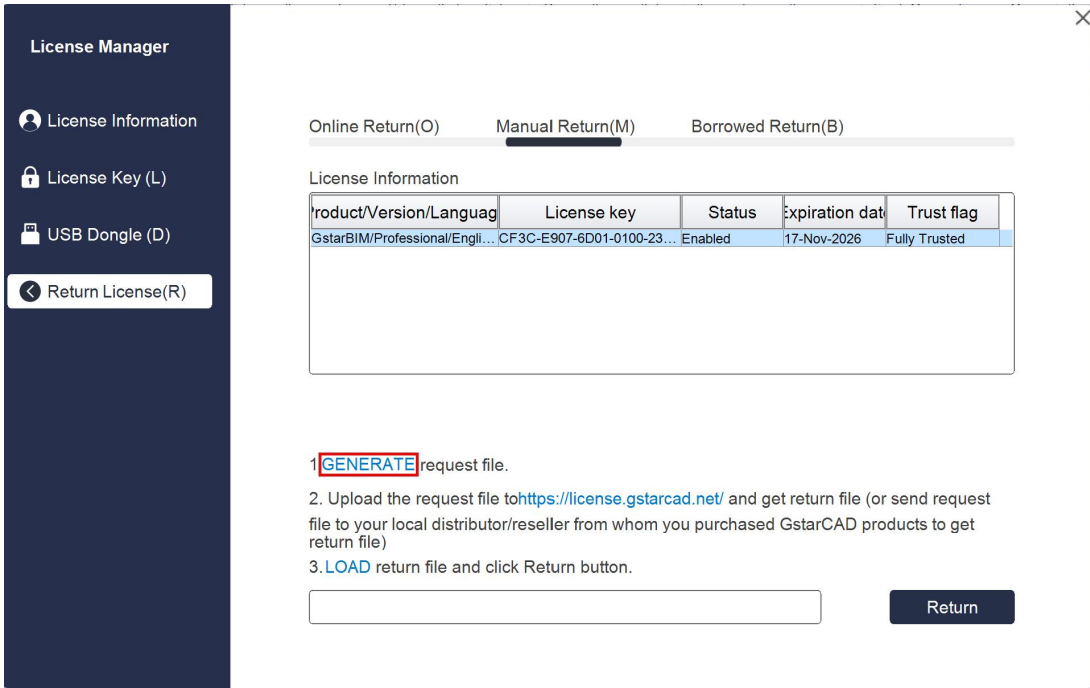 License Manager
License Information
License Key (L)
USB Dongle (D)
Return License(R)
Online Return(O) Manual Return(M) Borrowed Return(B)
License Information
Product/Version/Languag License key Status Expiration dat Trust flag
GstarBIM/Professional/Engli... CF3C-E907-6D01-0100-23... Enabled 17-Nov-2026 Fully Trusted
1 GENERATE request file.
2. Upload the request file tohttps://license.gstarcad.net/ and get return file (or send request
file to your local distributor/reseller from whom you purchased GstarCAD products to get
return file)
3. LOAD return file and click Return button.
Return